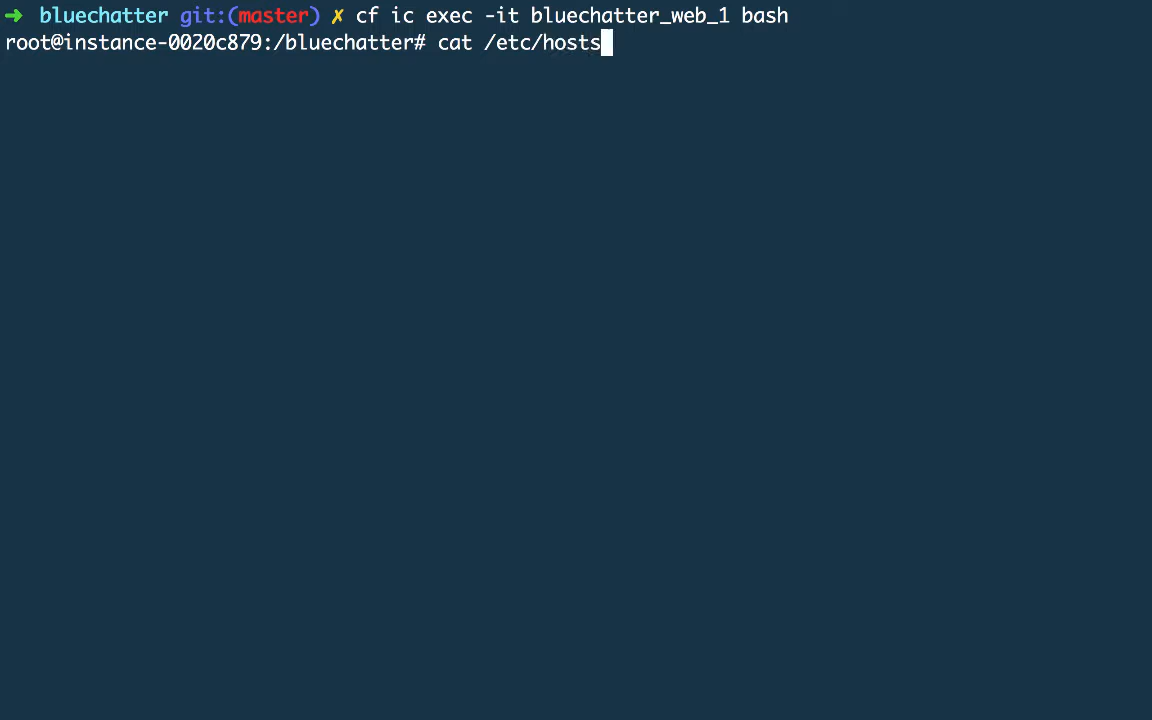 ➜ bluechatter git:(master) ✗ cf ic exec -it bluechatter_web_1 bash
root@instance-0020c879:/bluechatter# cat /etc/hosts